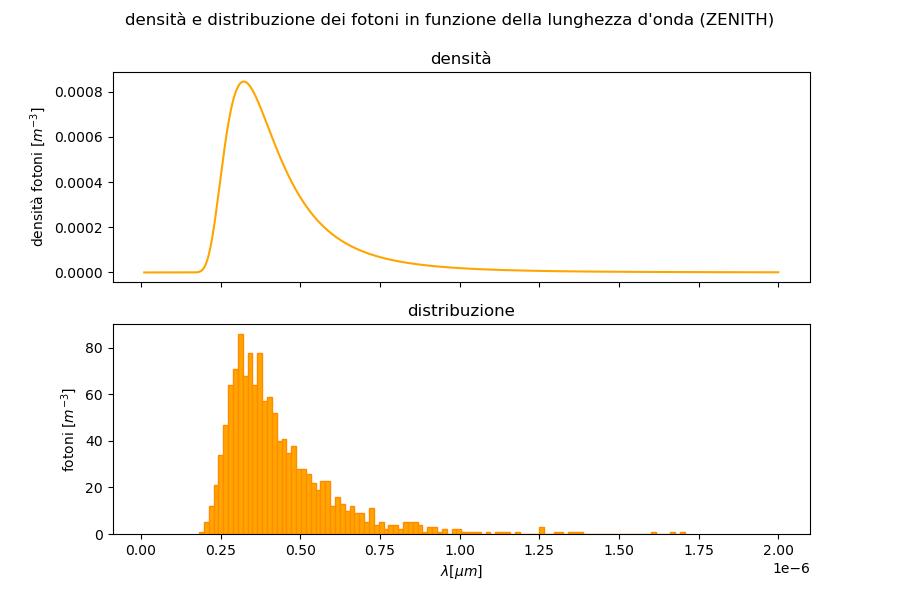 densità e distribuzione dei fotoni in funzione della lunghezza d'onda (ZENITH)
densità
densità fotoni [m⁻³]
0.0008
0.0006
0.0004
0.0002
0.0000
distribuzione
fotoni [m⁻³]
80
60
40
20
0
0.00 0.25 0.50 0.75 1.00 1.25 1.50 1.75 2.00
1e−6
λ[μm]